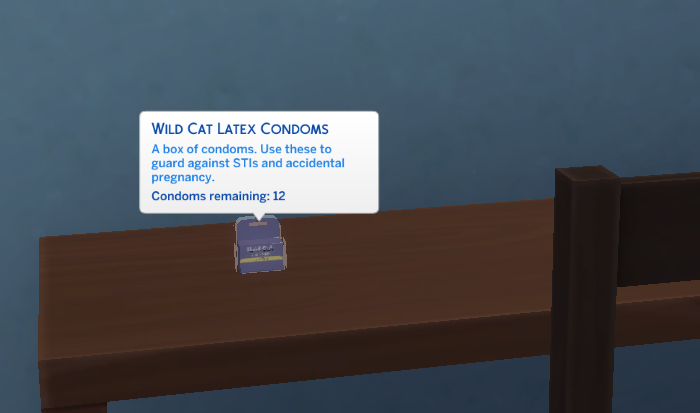 WILD CAT LATEX CONDOMS
A box of condoms. Use these to
guard against STIs and accidental
pregnancy.
Condoms remaining: 12